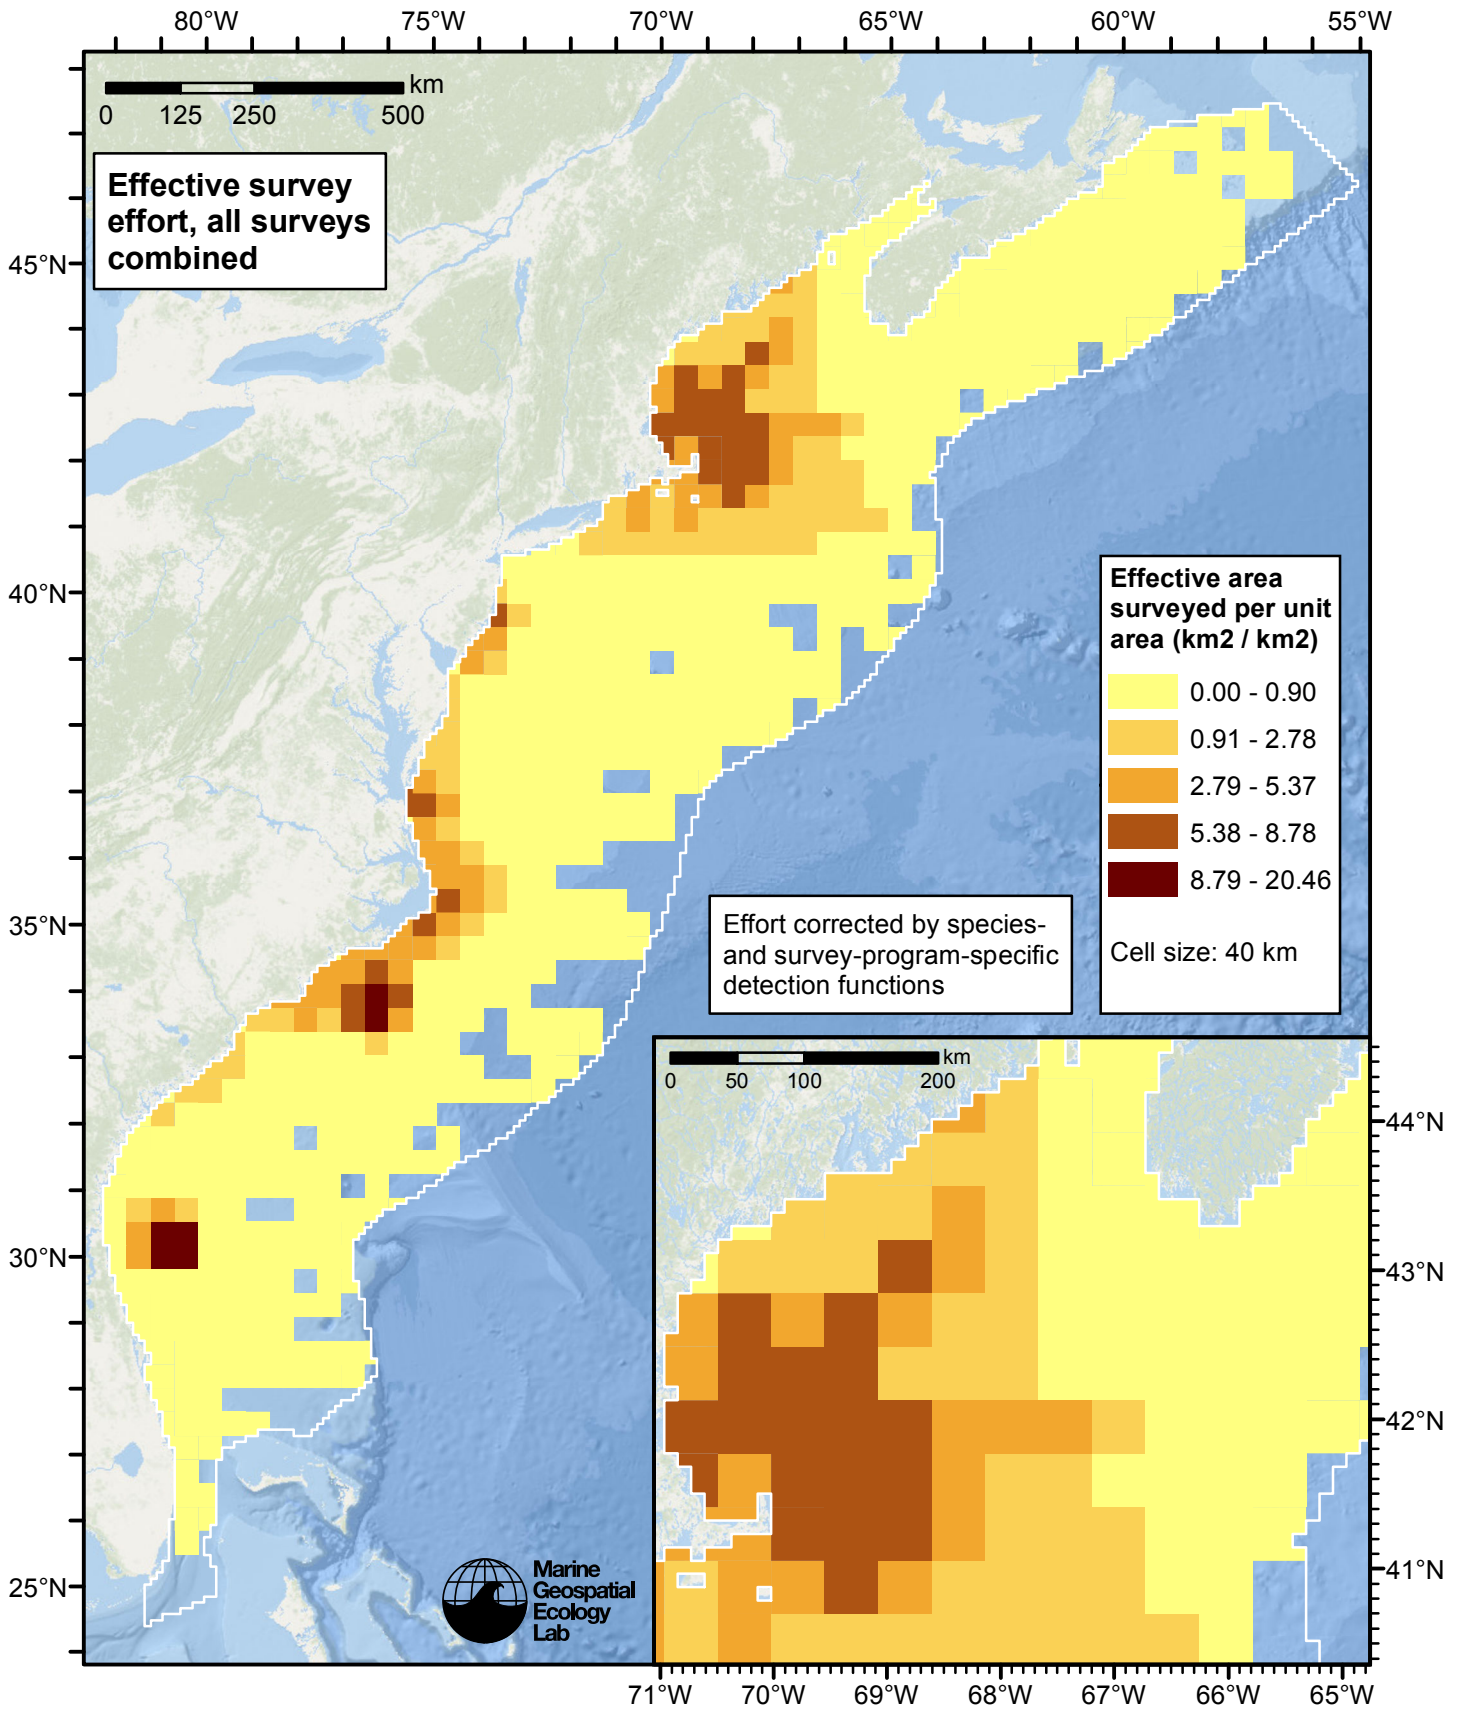 80°W 75°W 70°W 65°W 60°W 55°W
km
0 125 250 500
Effective survey
effort, all surveys
combined
45°N
40°N
35°N
30°N
25°N
Effective area
surveyed per unit
area (km2 / km2)
0.00 - 0.90
0.91 - 2.78
2.79 - 5.37
5.38 - 8.78
8.79 - 20.46
Cell size: 40 km
Effort corrected by species-
and survey-program-specific
detection functions
km
0 50 100 200
44°N
43°N
42°N
41°N
Marine
Geospatial
Ecology
Lab
71°W 70°W 69°W 68°W 67°W 66°W 65°W